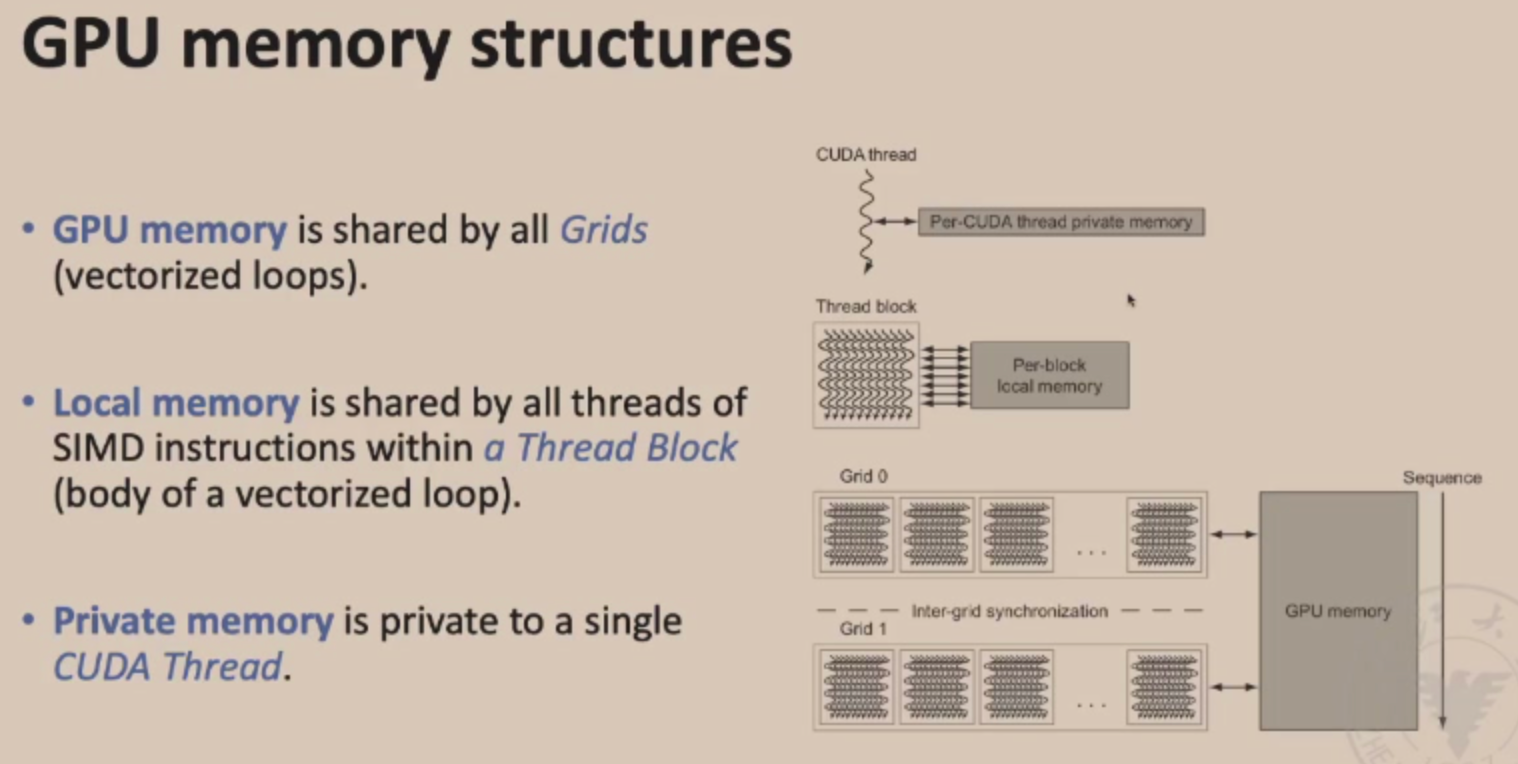 GPU memory structures
• GPU memory is shared by all Grids
(vectorized loops).
• Local memory is shared by all threads of
SIMD instructions within a Thread Block
(body of a vectorized loop).
• Private memory is private to a single
CUDA Thread.
CUDA thread
Per-CUDA thread private memory
Thread block
Per-block
local memory
Grid 0
Sequence
. . .
Inter-grid synchronization
GPU memory
Grid 1
. . .